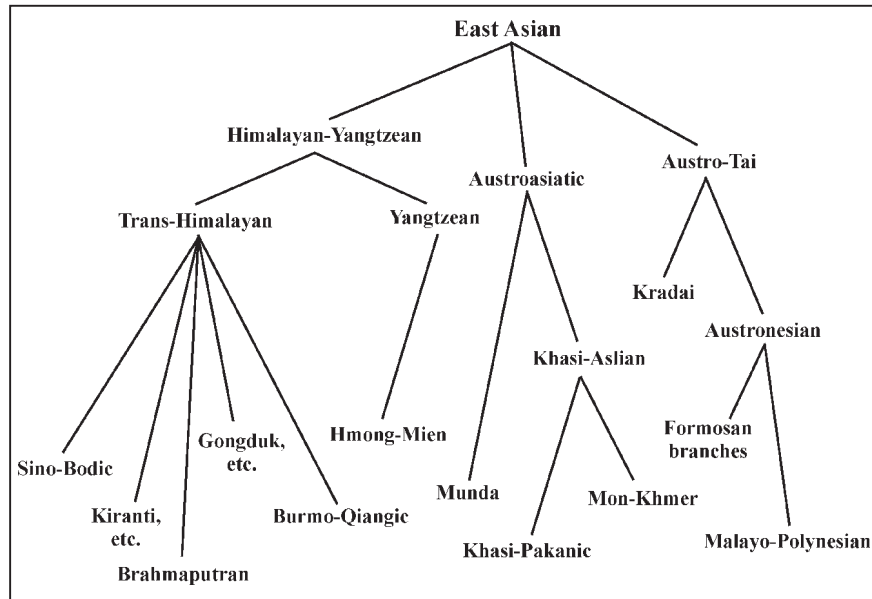 East Asian
Himalayan-Yangtzean
Austro-Tai
Austroasiatic
Trans-Himalayan
Yangtzean
Kradai
Austronesian
Khasi-Aslian
Formosan
branches
Hmong-Mien
Gongduk,
etc.
Sino-Bodic
Munda
Mon-Khmer
Kiranti,
etc.
Burmo-Qiangic
Khasi-Pakanic
Malayo-Polynesian
Brahmaputran